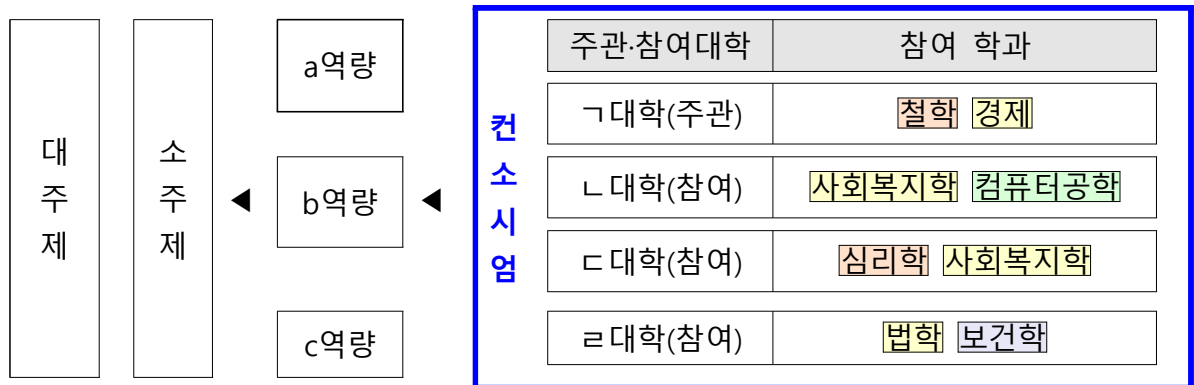 대주제
소주제
◀
a역량
b역량
c역량
◀
컨소시엄
주관·참여대학 참여 학과
ㄱ대학(주관) 철학 경제
ㄴ대학(참여) 사회복지학 컴퓨터공학
ㄷ대학(참여) 심리학 사회복지학
ㄹ대학(참여) 법학 보건학